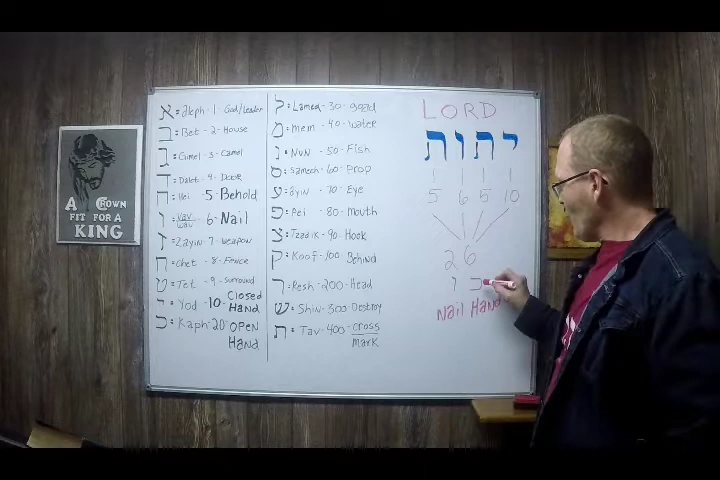 A CROWN
FIT FOR A
KING
א = Aleph - 1 - God/Leader
ב = Bet - 2 - House
ג = Gimel - 3 - Camel
ד = Dalet - 4 - Door
ה = Hei - 5 - Behold
ו = Vav/Wav - 6 - Nail
ז = Zayin - 7 - Weapon
ח = Chet - 8 - Fence
ט = Tet - 9 - Surround
י = Yod - 10 - Closed Hand
כ = Kaph - 20 - OPEN Hand
ל = Lamed - 30 - goad
מ = Mem - 40 - Water
נ = NuN - 50 - Fish
ס = Samech - 60 - Prop
ע = Ayin - 70 - Eye
פ = Pei - 80 - Mouth
צ = Tzadik - 90 - Hook
ק = Koof - 100 Behind
ר = Resh - 200 - Head
ש = Shin - 300 - Destroy
ת = Tav - 400 - cross/mark
LORD
יהוה
5 6 5 10
26
ו כ
Nail Hand